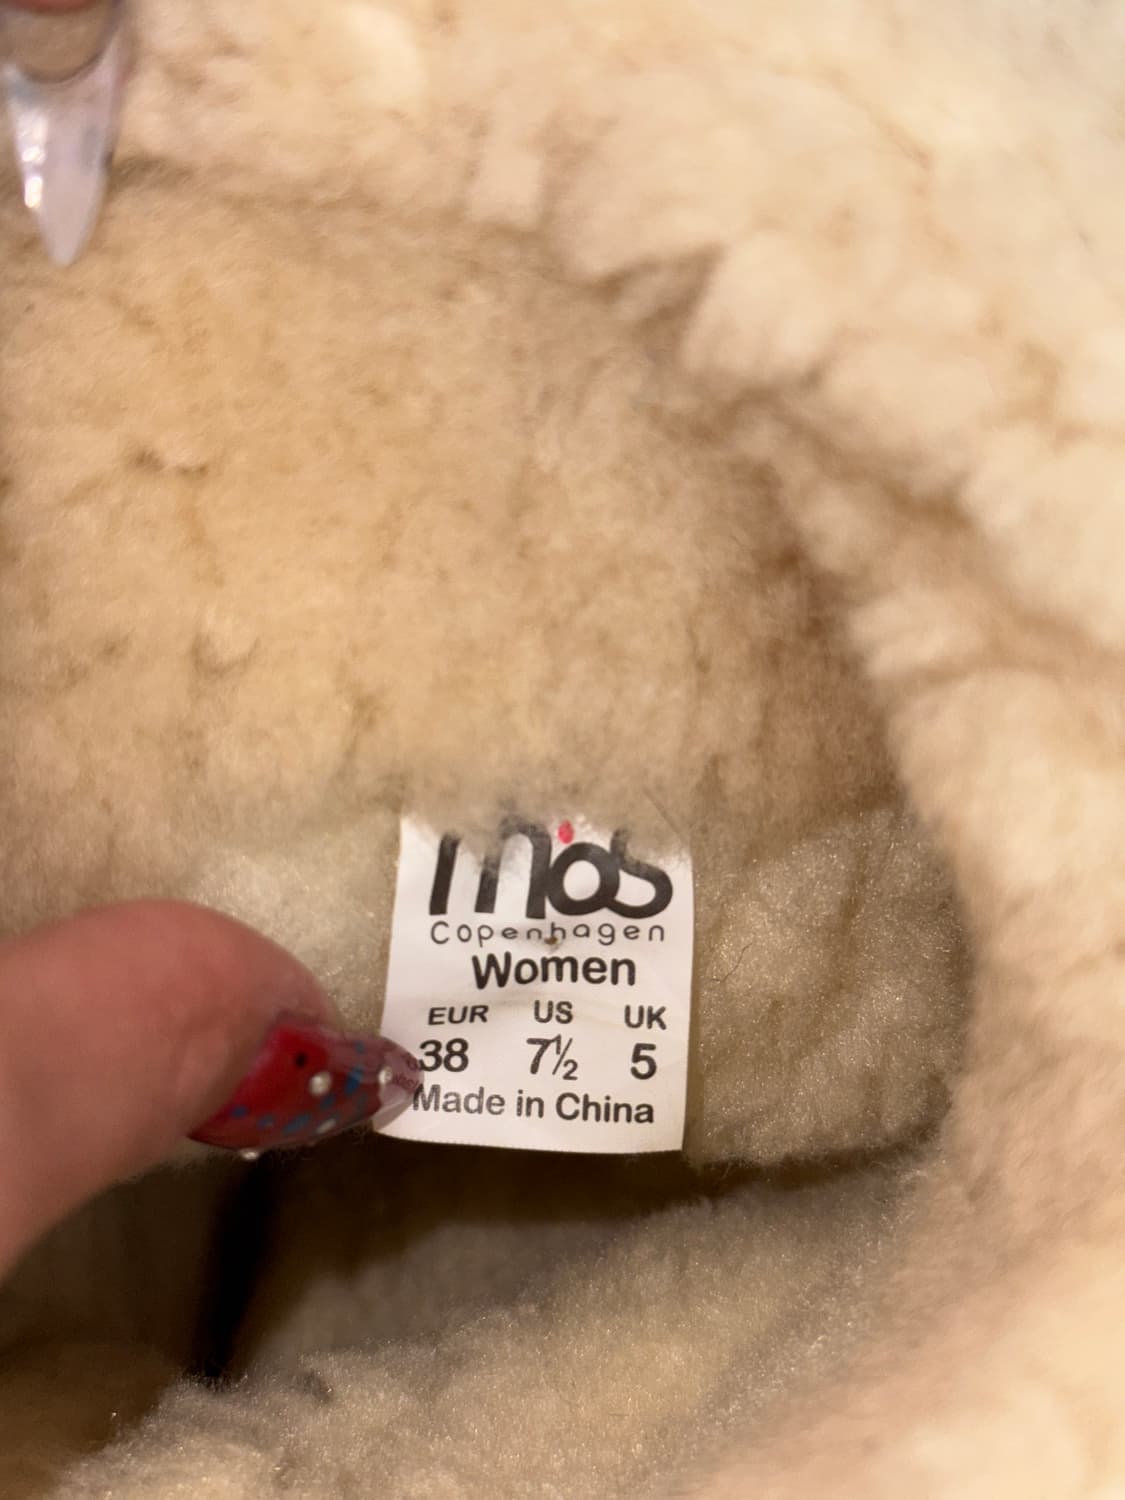 mos
Copenhagen
Women
EUR US UK
38 7½ 5
Made in China